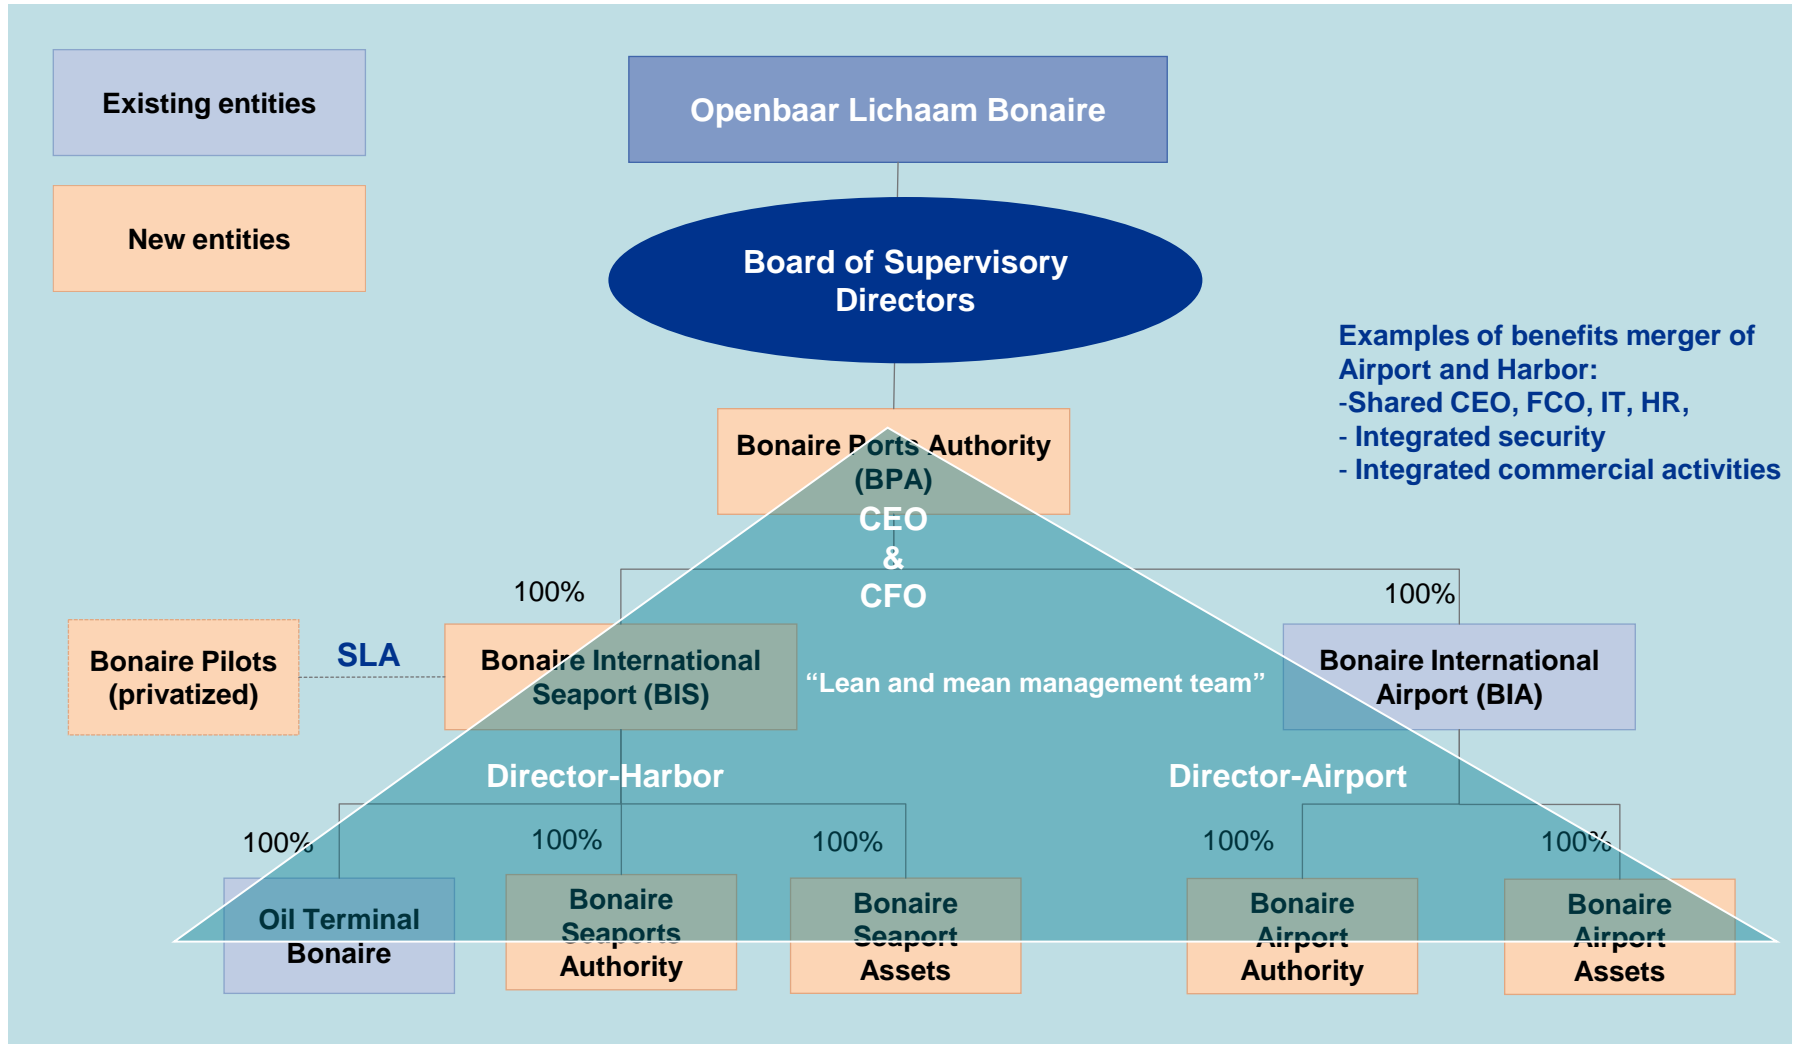 Existing entities
New entities
Openbaar Lichaam Bonaire
Board of Supervisory
Directors
Examples of benefits merger of
Airport and Harbor:
-Shared CEO, FCO, IT, HR,
- Integrated security
- Integrated commercial activities
Bonaire Ports Authority
(BPA)
CEO
&
CFO
100%
100%
Bonaire Pilots
(privatized)
SLA
Bonaire International
Seaport (BIS)
“Lean and mean management team”
Bonaire International
Airport (BIA)
Director-Harbor
Director-Airport
100%
100%
100%
100%
100%
Oil Terminal
Bonaire
Bonaire
Seaports
Authority
Bonaire
Seaport
Assets
Bonaire
Airport
Authority
Bonaire
Airport
Assets